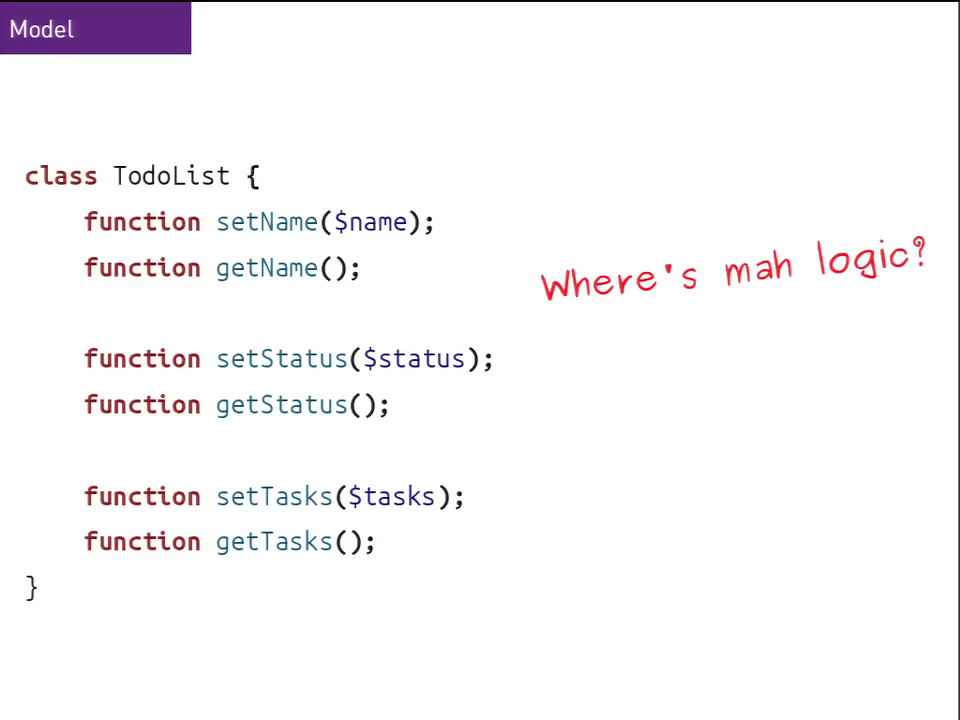 Model
class TodoList {
function setName($name);
function getName();
Where's mah logic?
function setStatus($status);
function getStatus();
function setTasks($tasks);
function getTasks();
}